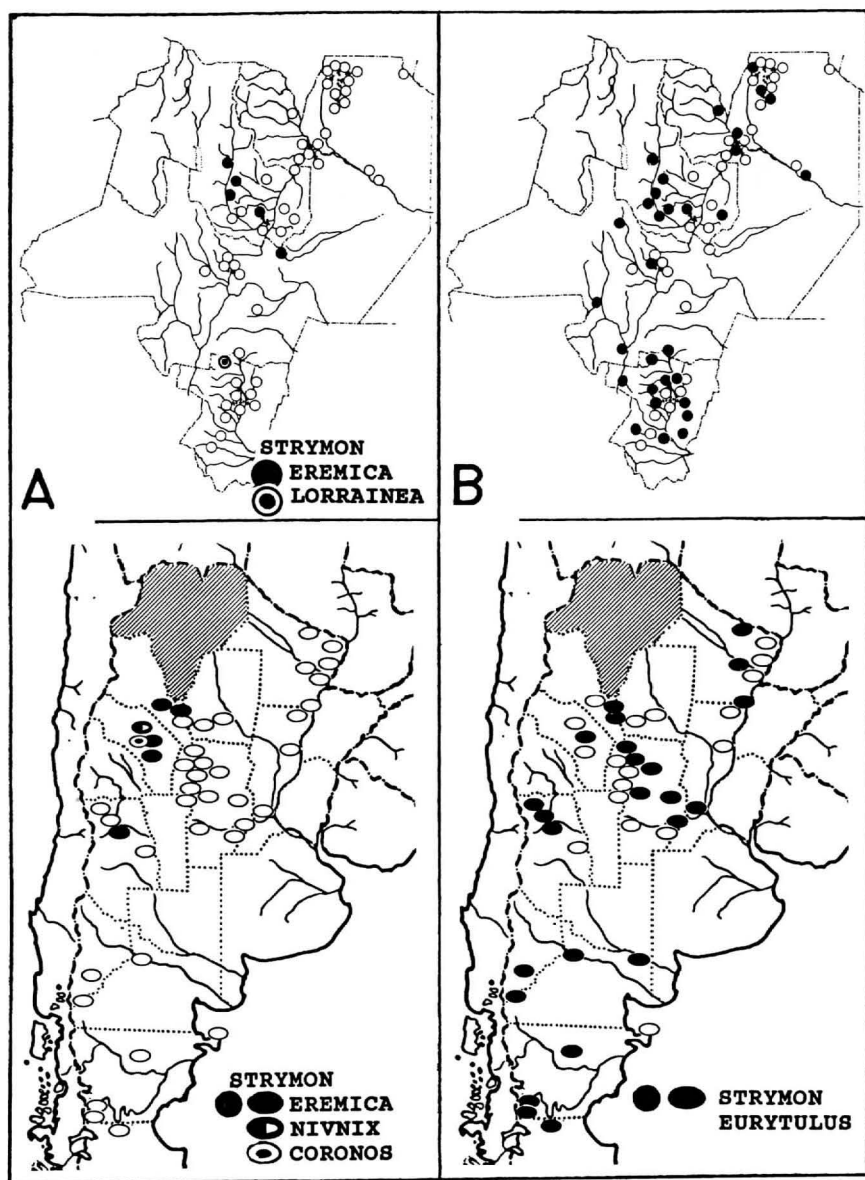 STRYMON
EREMICA
LORRAINEA
A
B
STRYMON
EREMICA
NIVNIX
CORONOS
STRYMON
EURYTULUS